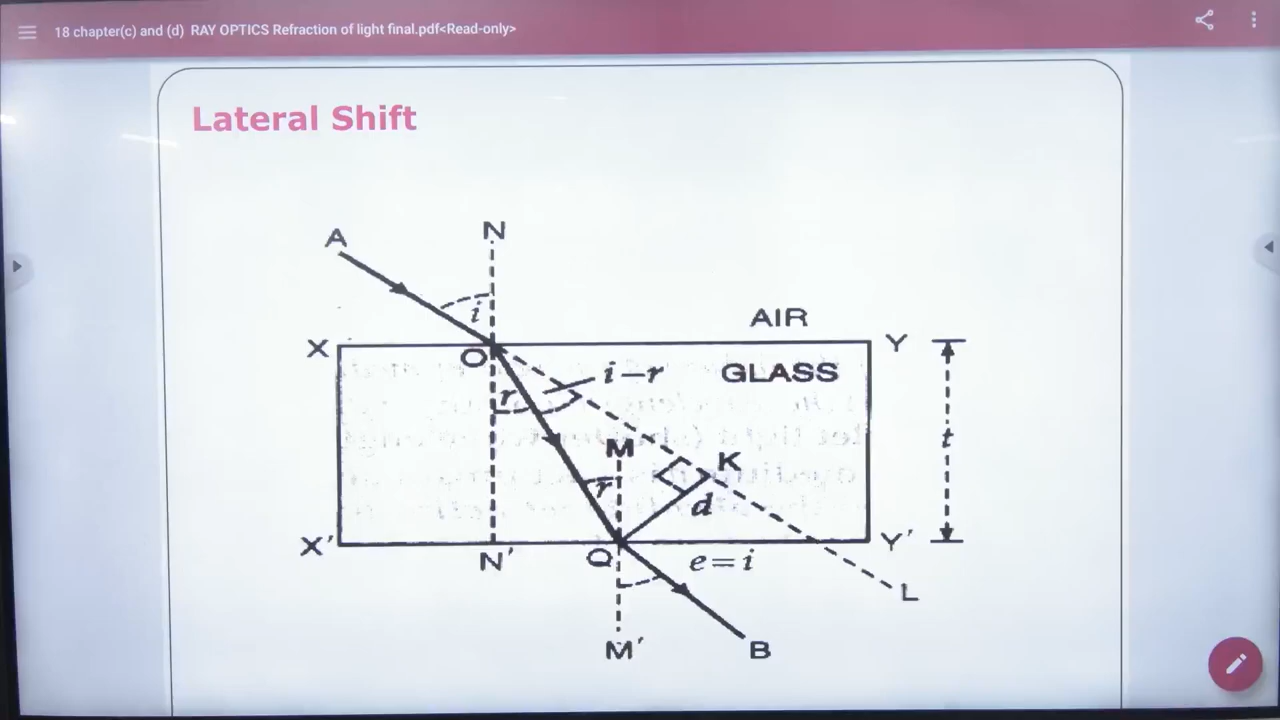 18 chapter(c) and (d) RAY OPTICS Refraction of light final.pdf<Read-only>
Lateral Shift
N
A
i
AIR
X
O
Y
i–r
GLASS
r
t
M
K
r
d
X'
N'
Q
e=i
Y'
L
M'
B